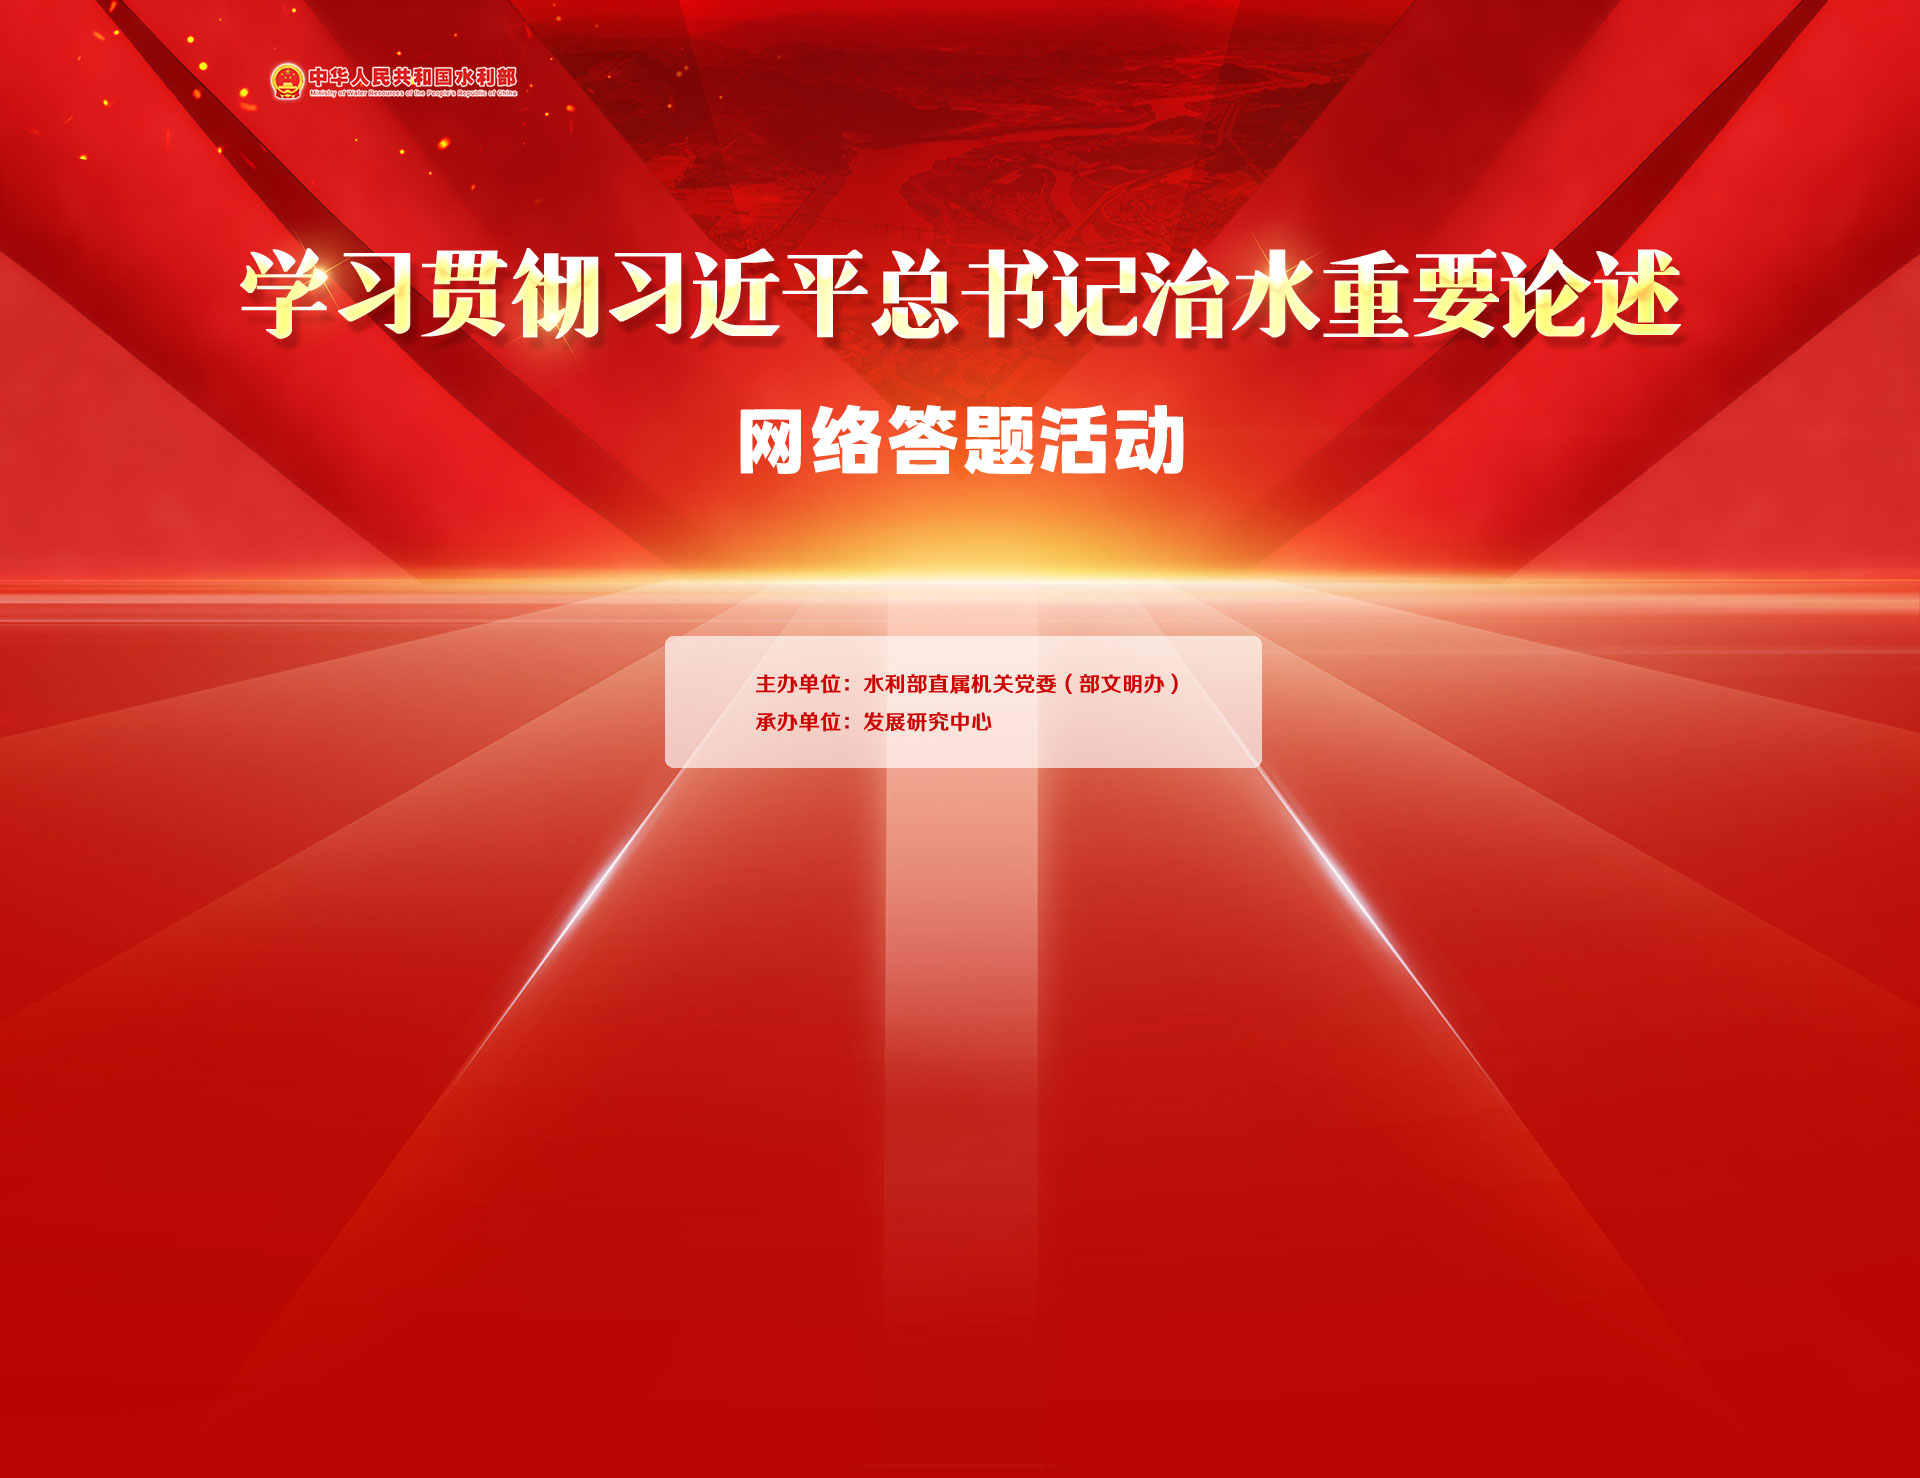 中华人民共和国水利部
Ministry of Water Resources of the People's Republic of China
学习贯彻习近平总书记治水重要论述
网络答题活动
主办单位：水利部直属机关党委（部文明办）
承办单位：发展研究中心